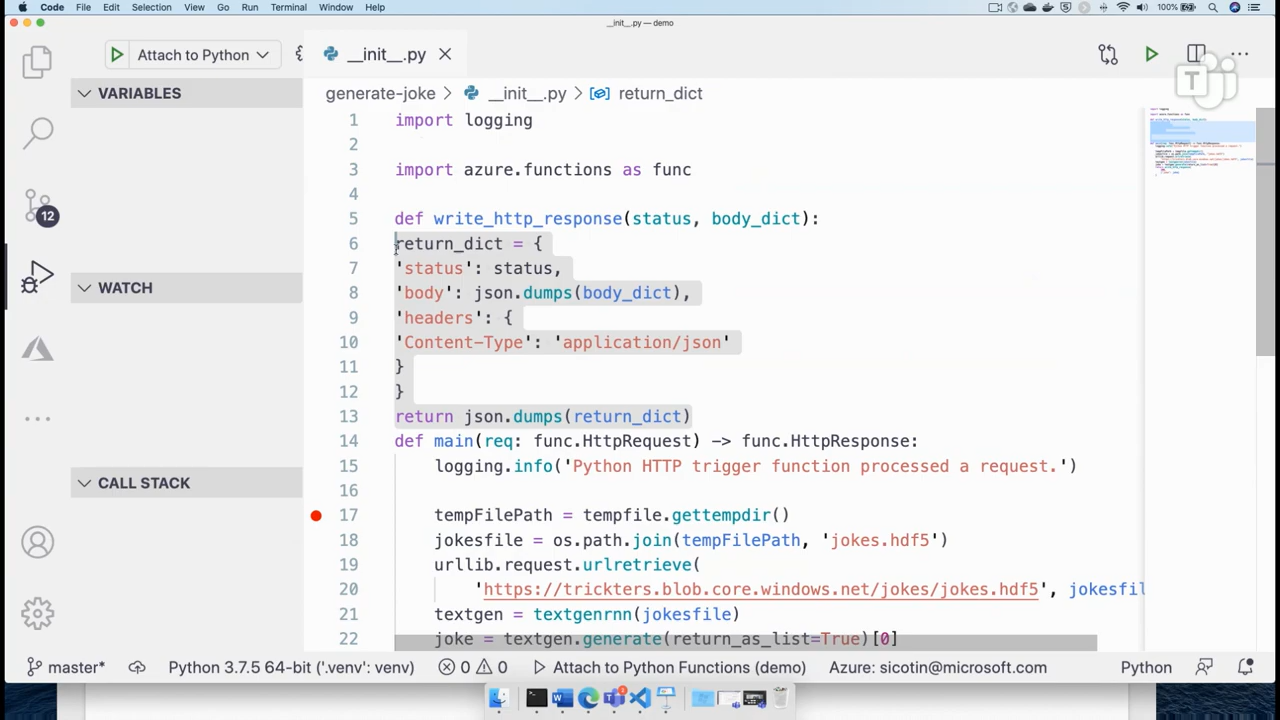 Code File Edit Selection View Go Run Terminal Window Help 100%
__init__.py — demo
Attach to Python
__init__.py
T
VARIABLES
generate-joke > __init__.py > return_dict
1 import logging
2
3 import azure.functions as func
4
5 def write_http_response(status, body_dict):
6 return_dict = {
7 'status': status,
8 'body': json.dumps(body_dict),
9 'headers': {
10 'Content-Type': 'application/json'
11 }
12 }
13 return json.dumps(return_dict)
14 def main(req: func.HttpRequest) -> func.HttpResponse:
15 logging.info('Python HTTP trigger function processed a request.')
16
17 tempFilePath = tempfile.gettempdir()
18 jokesfile = os.path.join(tempFilePath, 'jokes.hdf5')
19 urllib.request.urlretrieve(
20 'https://trickters.blob.core.windows.net/jokes/jokes.hdf5', jokesfil
21 textgen = textgenrnn(jokesfile)
22 joke = textgen.generate(return_as_list=True)[0]
12
WATCH
CALL STACK
master* Python 3.7.5 64-bit ('.venv': venv) 0 0 Attach to Python Functions (demo) Azure: sicotin@microsoft.com Python